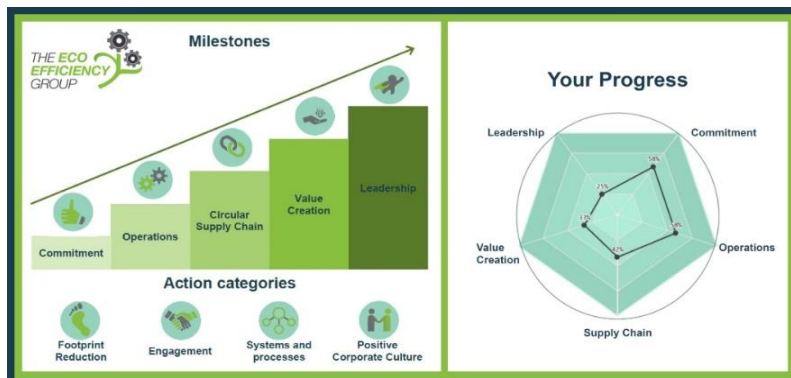 THE ECO
EFFICIENCY
GROUP
Milestones
Commitment
Operations
Circular
Supply Chain
Value
Creation
Leadership
Action categories
Footprint
Reduction
Engagement
Systems and
processes
Positive
Corporate Culture
Your Progress
Leadership
Commitment
58%
25%
Value
Creation
Operations
42%
Supply Chain